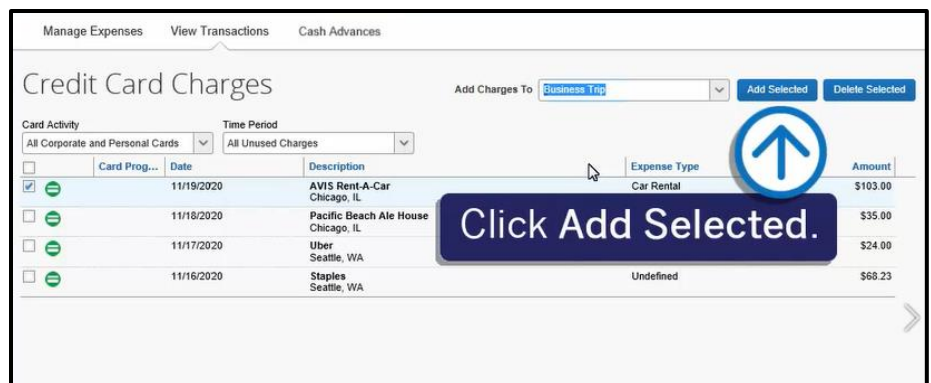 Manage Expenses View Transactions Cash Advances
Credit Card Charges
Add Charges To Business Trip Add Selected Delete Selected
Card Activity Time Period
All Corporate and Personal Cards All Unused Charges
Card Prog... Date Description Expense Type Amount
11/19/2020 AVIS Rent-A-Car Car Rental $103.00
Chicago, IL
11/18/2020 Pacific Beach Ale House $35.00
Chicago, IL
Click Add Selected.
11/17/2020 Uber $24.00
Seattle, WA
11/16/2020 Staples Undefined $68.23
Seattle, WA